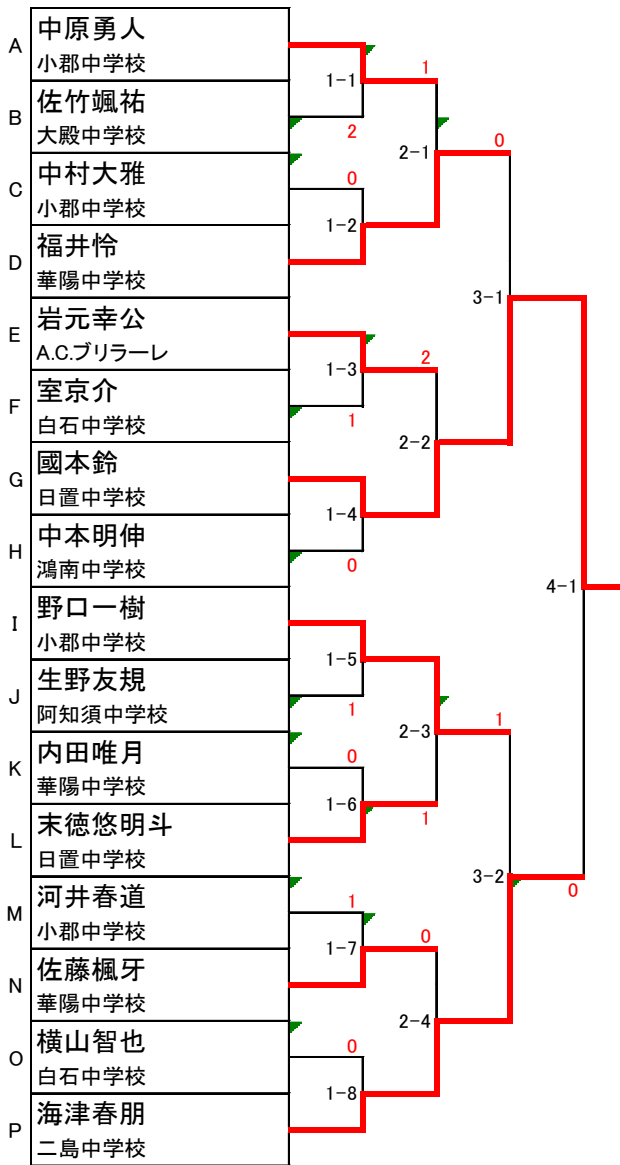 A
中原勇人
小郡中学校
1-1
1
B
佐竹颯祐
大殿中学校
2
2-1
0
C
中村大雅
小郡中学校
0
1-2
D
福井怜
華陽中学校
3-1
E
岩元幸公
A.C.ブリラーレ
1-3
2
F
室京介
白石中学校
1
2-2
G
國本鈴
日置中学校
1-4
H
中本明伸
鴻南中学校
0
4-1
I
野口一樹
小郡中学校
1-5
J
生野友規
阿知須中学校
1
2-3
1
K
内田唯月
華陽中学校
0
1-6
1
L
末徳悠明斗
日置中学校
3-2
0
M
河井春道
小郡中学校
1
1-7
0
N
佐藤楓牙
華陽中学校
2-4
O
横山智也
白石中学校
0
1-8
P
海津春朋
二島中学校